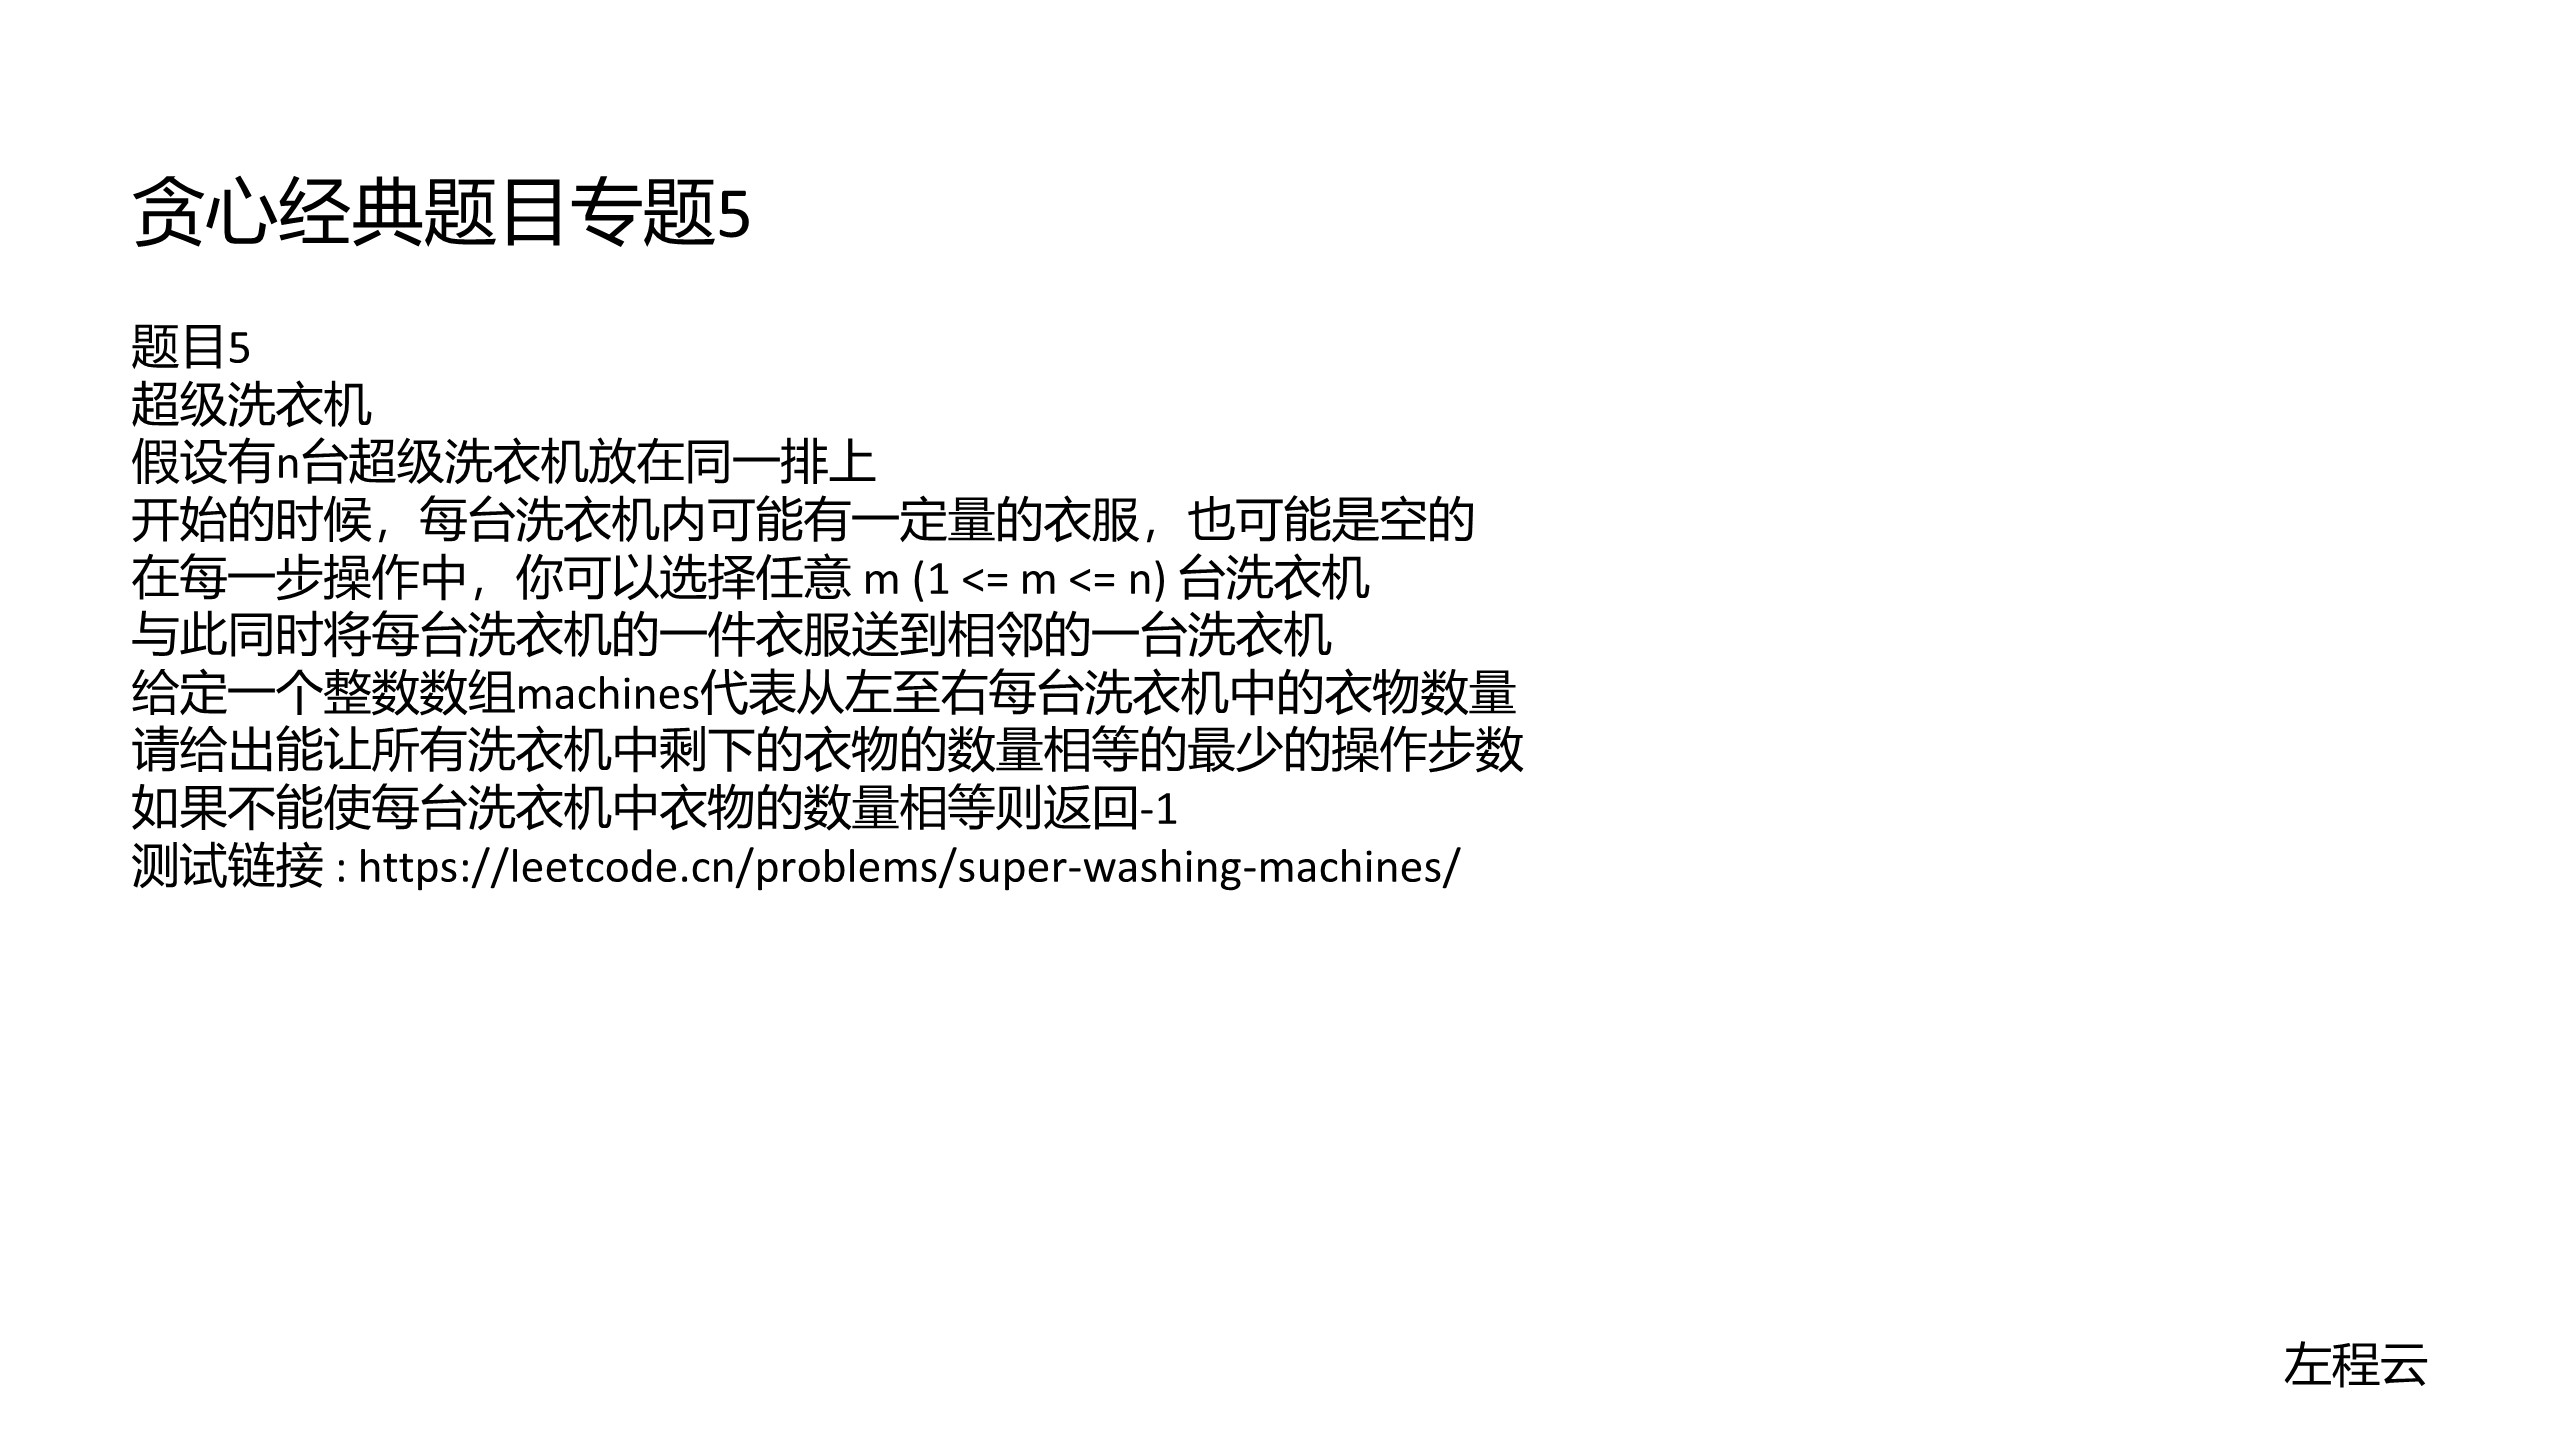 贪心经典题目专题5
题目5
超级洗衣机
假设有n台超级洗衣机放在同一排上
开始的时候，每台洗衣机内可能有一定量的衣服，也可能是空的
在每一步操作中，你可以选择任意 m (1 <= m <= n) 台洗衣机
与此同时将每台洗衣机的一件衣服送到相邻的一台洗衣机
给定一个整数数组machines代表从左至右每台洗衣机中的衣物数量
请给出能让所有洗衣机中剩下的衣物的数量相等的最少的操作步数
如果不能使每台洗衣机中衣物的数量相等则返回-1
测试链接 : https://leetcode.cn/problems/super-washing-machines/
左程云